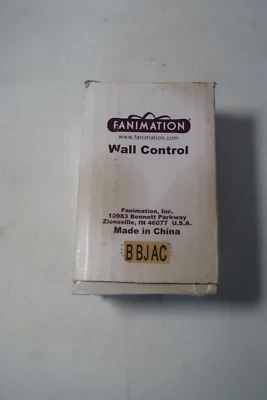 FANIMATION
www.fanimation.com
Wall Control
Fanimation, Inc.
10983 Bennett Parkway
Zionsville, IN 46077 U.S.A.
Made in China
BBJAC